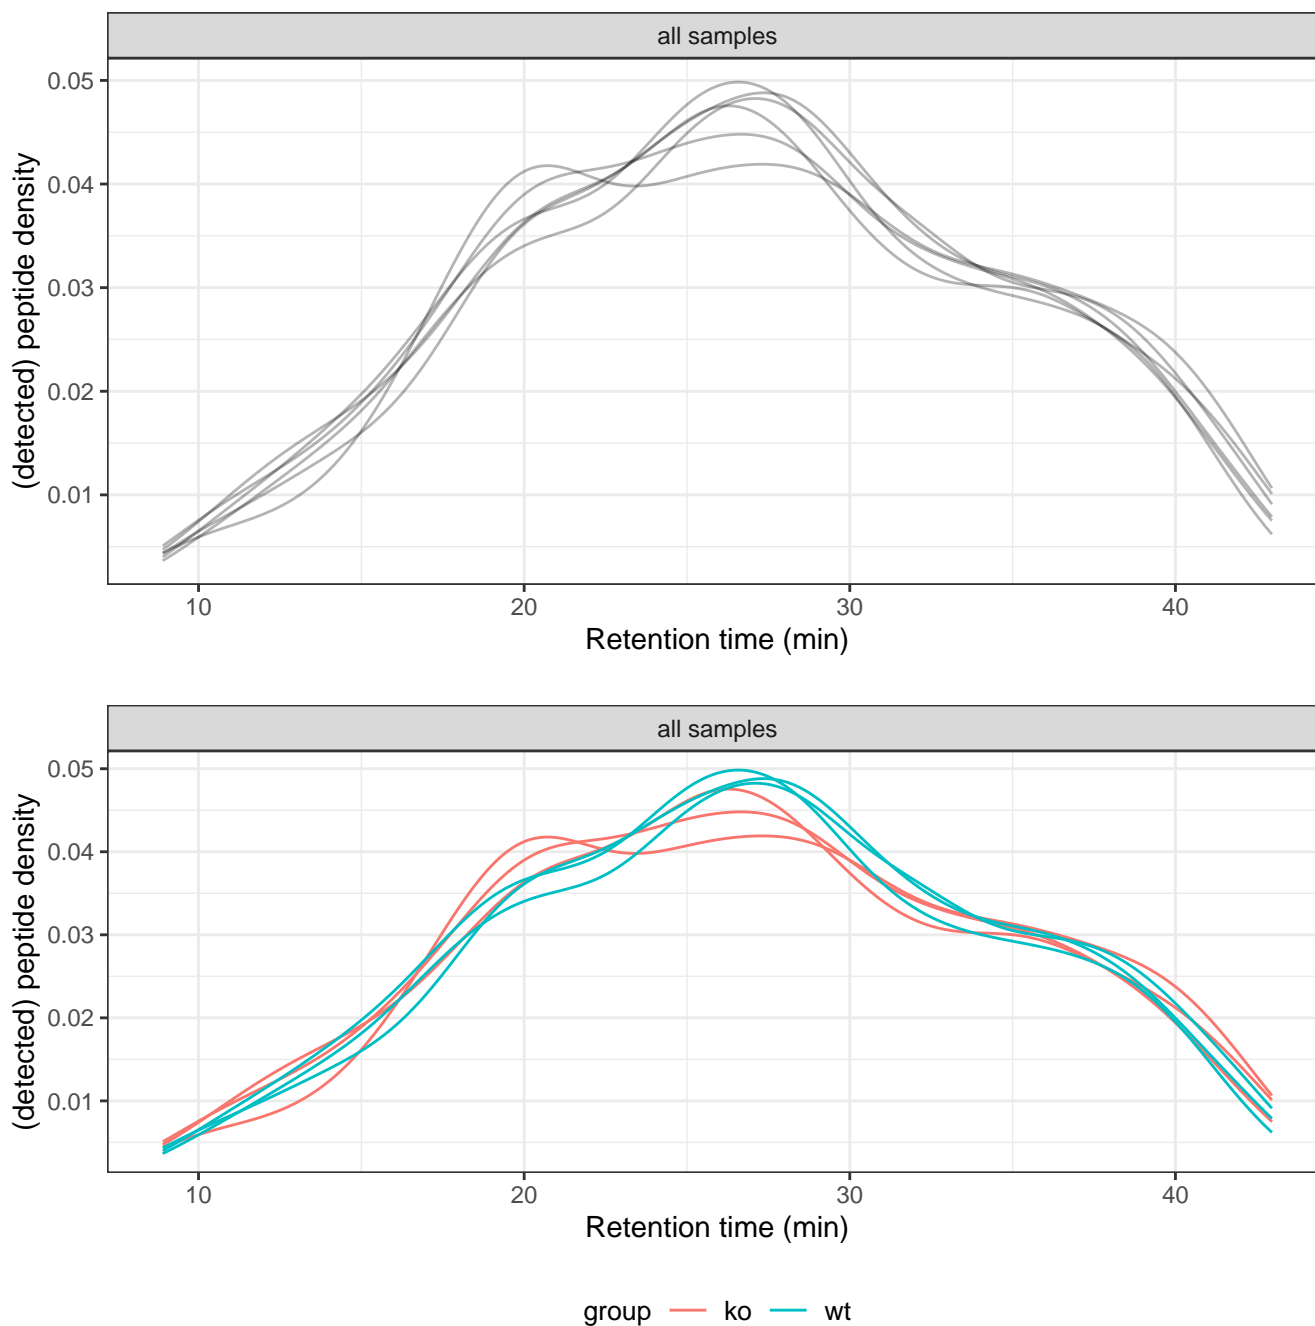 all samples
(detected) peptide density
0.05
0.04
0.03
0.02
0.01
10 20 30 40
Retention time (min)
all samples
(detected) peptide density
0.05
0.04
0.03
0.02
0.01
10 20 30 40
Retention time (min)
group ko wt